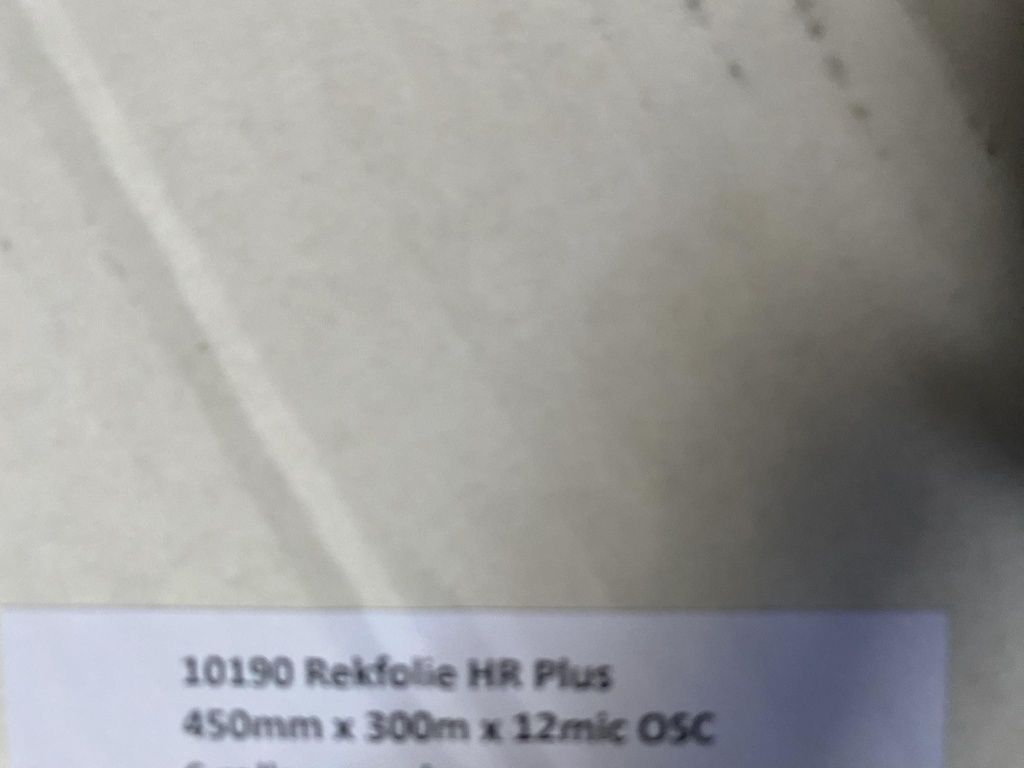 10190 Rekfolie HR Plus
450mm x 300m x 12mic OSC